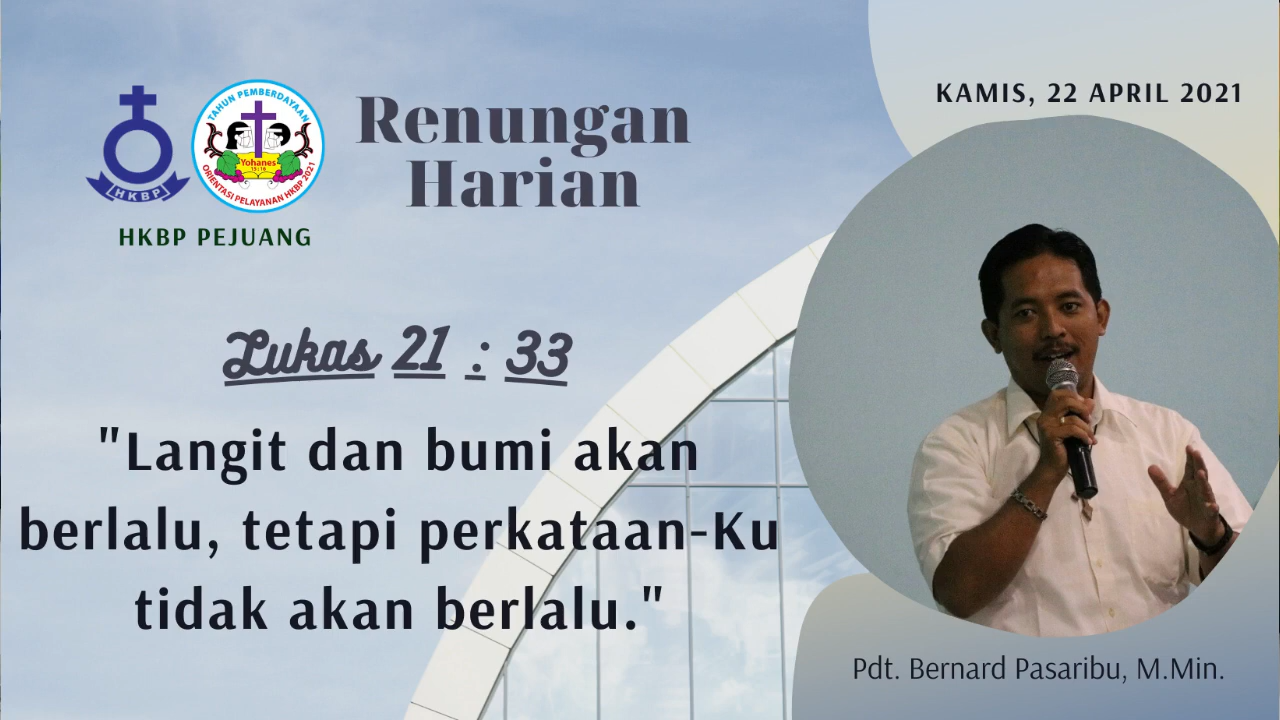 HKBP
TAHUN PEMBERDAYAAN
Yohanes
15:16
ORIENTASI PELAYANAN HKBP 2021
HKBP PEJUANG
Renungan
Harian
KAMIS, 22 APRIL 2021
Lukas 21 : 33
"Langit dan bumi akan
berlalu, tetapi perkataan-Ku
tidak akan berlalu."
Pdt. Bernard Pasaribu, M.Min.